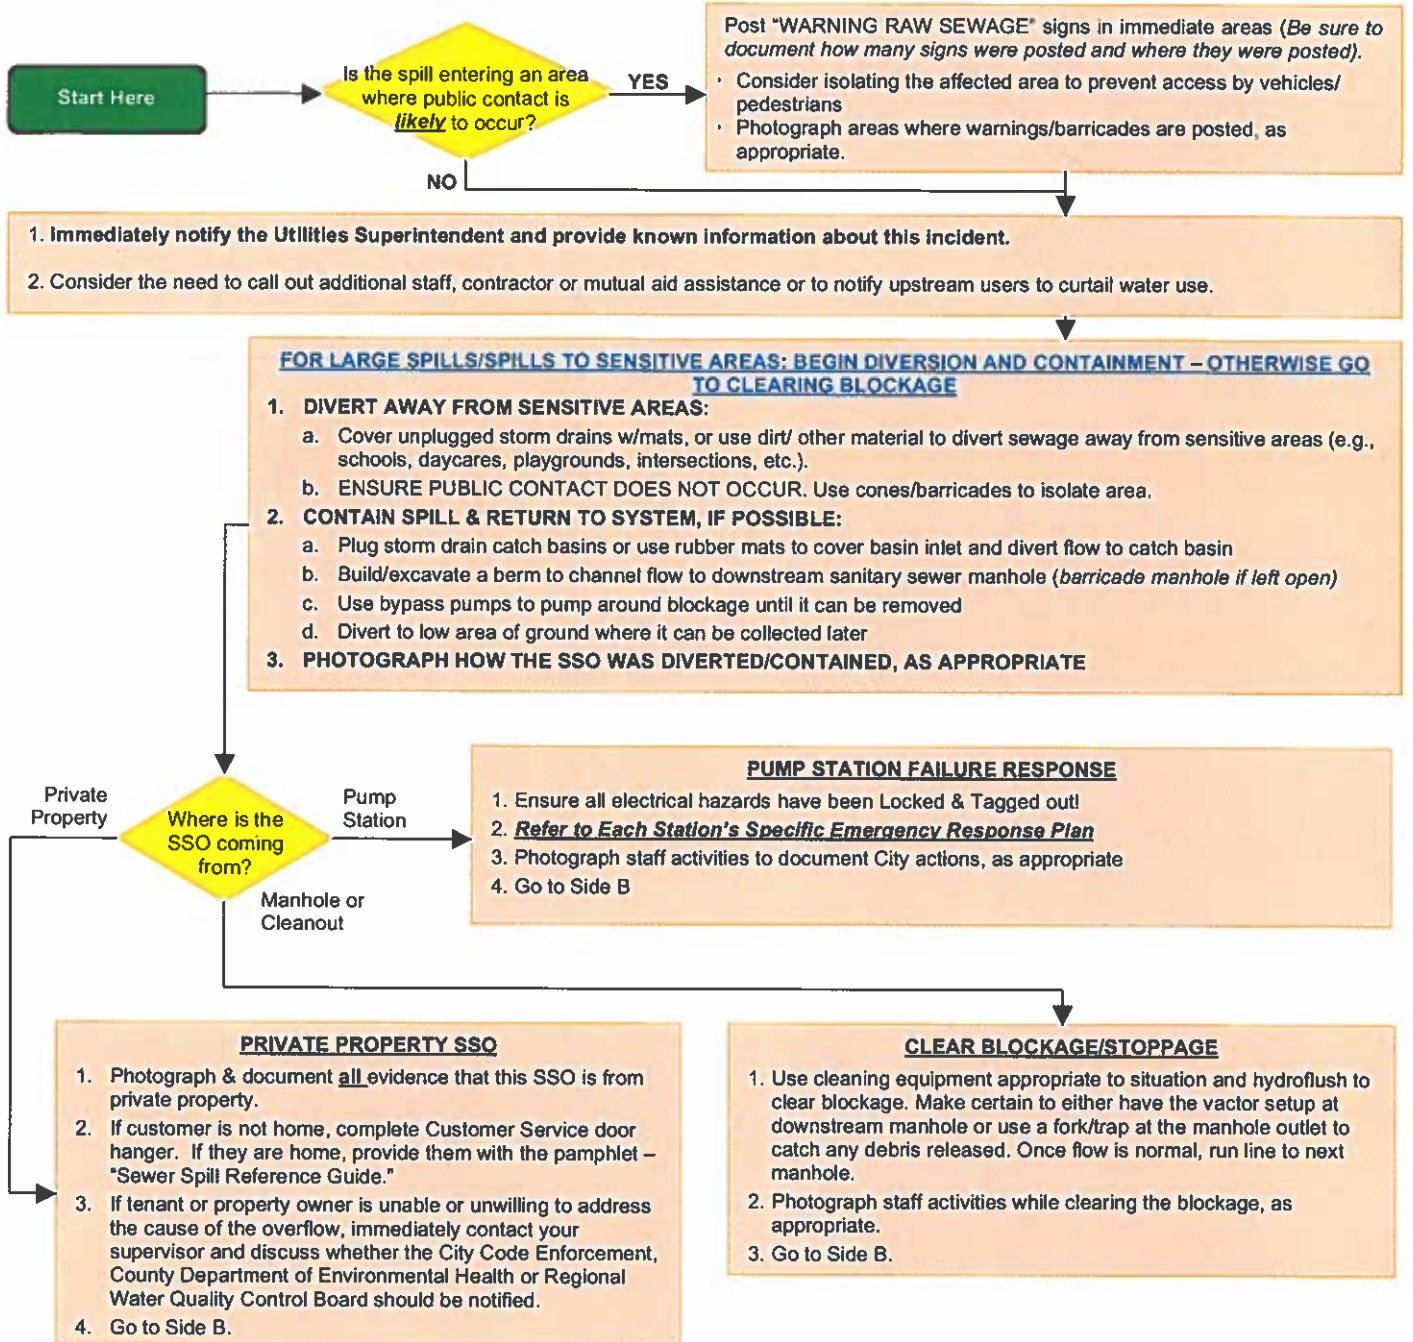 Start Here
Is the spill entering an area
where public contact is
likely to occur?
YES
NO
Post "WARNING RAW SEWAGE" signs in immediate areas (Be sure to
document how many signs were posted and where they were posted).
· Consider isolating the affected area to prevent access by vehicles/
pedestrians
· Photograph areas where warnings/barricades are posted, as
appropriate.
1. Immediately notify the Utilities Superintendent and provide known information about this incident.
2. Consider the need to call out additional staff, contractor or mutual aid assistance or to notify upstream users to curtail water use.
FOR LARGE SPILLS/SPILLS TO SENSITIVE AREAS: BEGIN DIVERSION AND CONTAINMENT – OTHERWISE GO
TO CLEARING BLOCKAGE
1. DIVERT AWAY FROM SENSITIVE AREAS:
a. Cover unplugged storm drains w/mats, or use dirt/ other material to divert sewage away from sensitive areas (e.g.,
schools, daycares, playgrounds, intersections, etc.).
b. ENSURE PUBLIC CONTACT DOES NOT OCCUR. Use cones/barricades to isolate area.
2. CONTAIN SPILL & RETURN TO SYSTEM, IF POSSIBLE:
a. Plug storm drain catch basins or use rubber mats to cover basin inlet and divert flow to catch basin
b. Build/excavate a berm to channel flow to downstream sanitary sewer manhole (barricade manhole if left open)
c. Use bypass pumps to pump around blockage until it can be removed
d. Divert to low area of ground where it can be collected later
3. PHOTOGRAPH HOW THE SSO WAS DIVERTED/CONTAINED, AS APPROPRIATE
Where is the
SSO coming
from?
Private
Property
Pump
Station
Manhole or
Cleanout
PUMP STATION FAILURE RESPONSE
1. Ensure all electrical hazards have been Locked & Tagged out!
2. Refer to Each Station's Specific Emergency Response Plan
3. Photograph staff activities to document City actions, as appropriate
4. Go to Side B
PRIVATE PROPERTY SSO
1. Photograph & document all evidence that this SSO is from
private property.
2. If customer is not home, complete Customer Service door
hanger. If they are home, provide them with the pamphlet –
"Sewer Spill Reference Guide."
3. If tenant or property owner is unable or unwilling to address
the cause of the overflow, immediately contact your
supervisor and discuss whether the City Code Enforcement,
County Department of Environmental Health or Regional
Water Quality Control Board should be notified.
4. Go to Side B.
CLEAR BLOCKAGE/STOPPAGE
1. Use cleaning equipment appropriate to situation and hydroflush to
clear blockage. Make certain to either have the vactor setup at
downstream manhole or use a fork/trap at the manhole outlet to
catch any debris released. Once flow is normal, run line to next
manhole.
2. Photograph staff activities while clearing the blockage, as
appropriate.
3. Go to Side B.